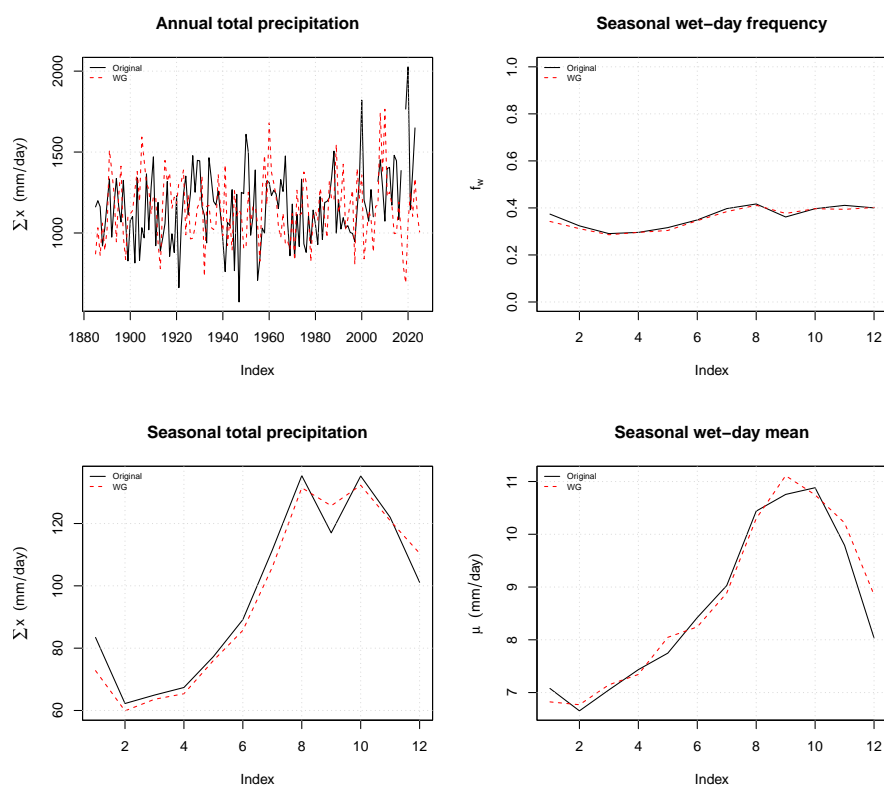 Annual total precipitation
Original
WG
∑x (mm/day)
2000
1500
1000
1880 1900 1920 1940 1960 1980 2000 2020
Index
Seasonal wet−day frequency
Original
WG
f_w
1.0
0.8
0.6
0.4
0.2
0.0
2 4 6 8 10 12
Index
Seasonal total precipitation
Original
WG
∑x (mm/day)
120
100
80
60
2 4 6 8 10 12
Index
Seasonal wet−day mean
Original
WG
μ (mm/day)
11
10
9
8
7
2 4 6 8 10 12
Index